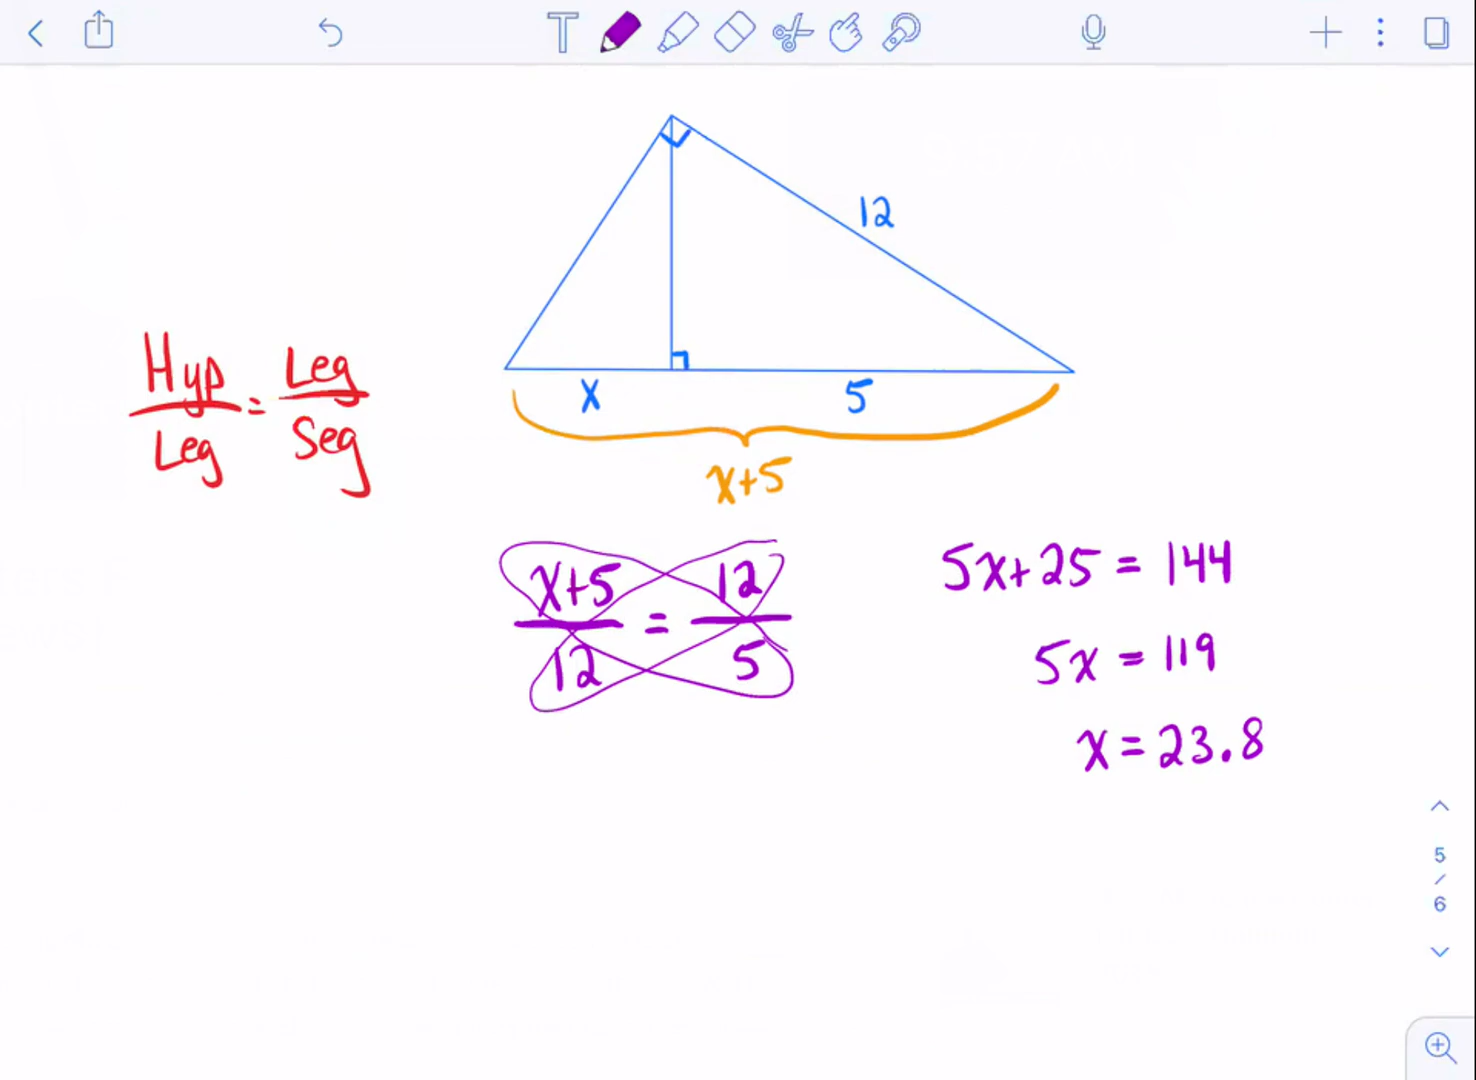 12
x 5
x+5
Hyp/Leg = Leg/Seg
x+5/12 = 12/5
5x+25 = 144
5x = 119
x = 23.8
5
/
6